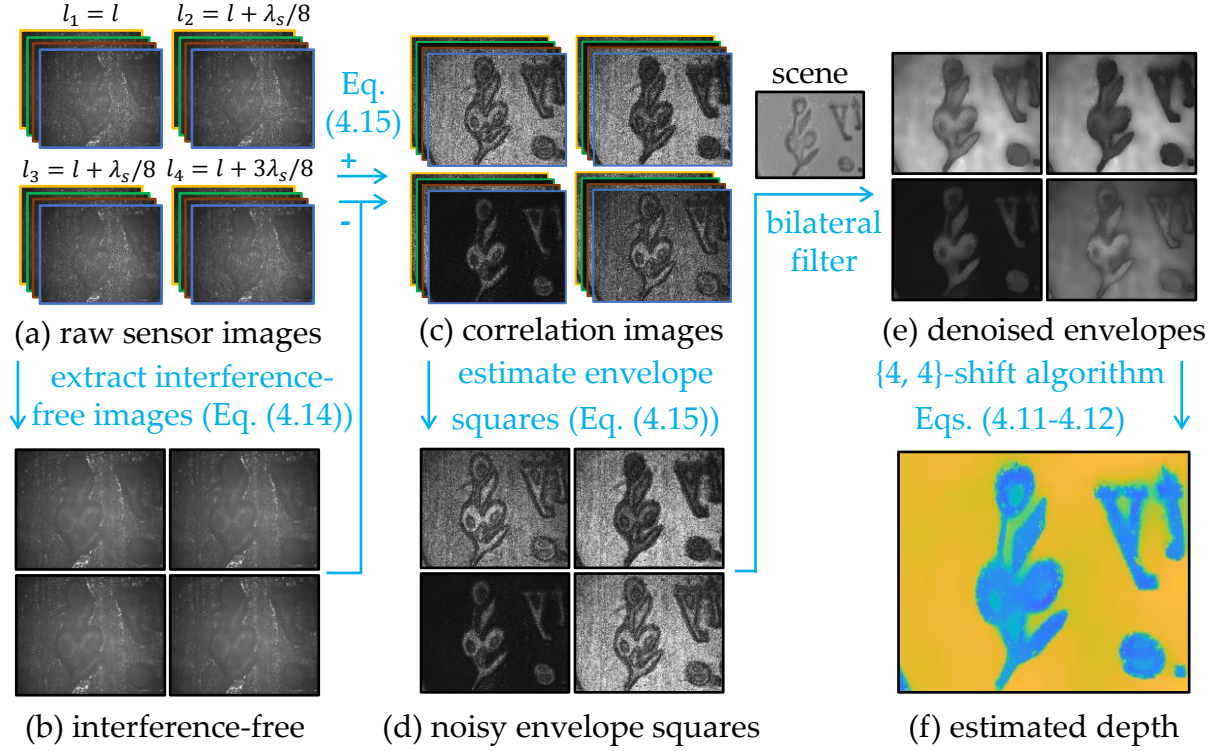 l₁ = l
l₂ = l + λₛ/8
l₃ = l + λₛ/8
l₄ = l + 3λₛ/8
(a) raw sensor images
Eq.
(4.15)
+
-
(c) correlation images
scene
bilateral
filter
(e) denoised envelopes
extract interference-
free images (Eq. (4.14))
estimate envelope
squares (Eq. (4.15))
{4, 4}-shift algorithm
Eqs. (4.11-4.12)
(b) interference-free
(d) noisy envelope squares
(f) estimated depth